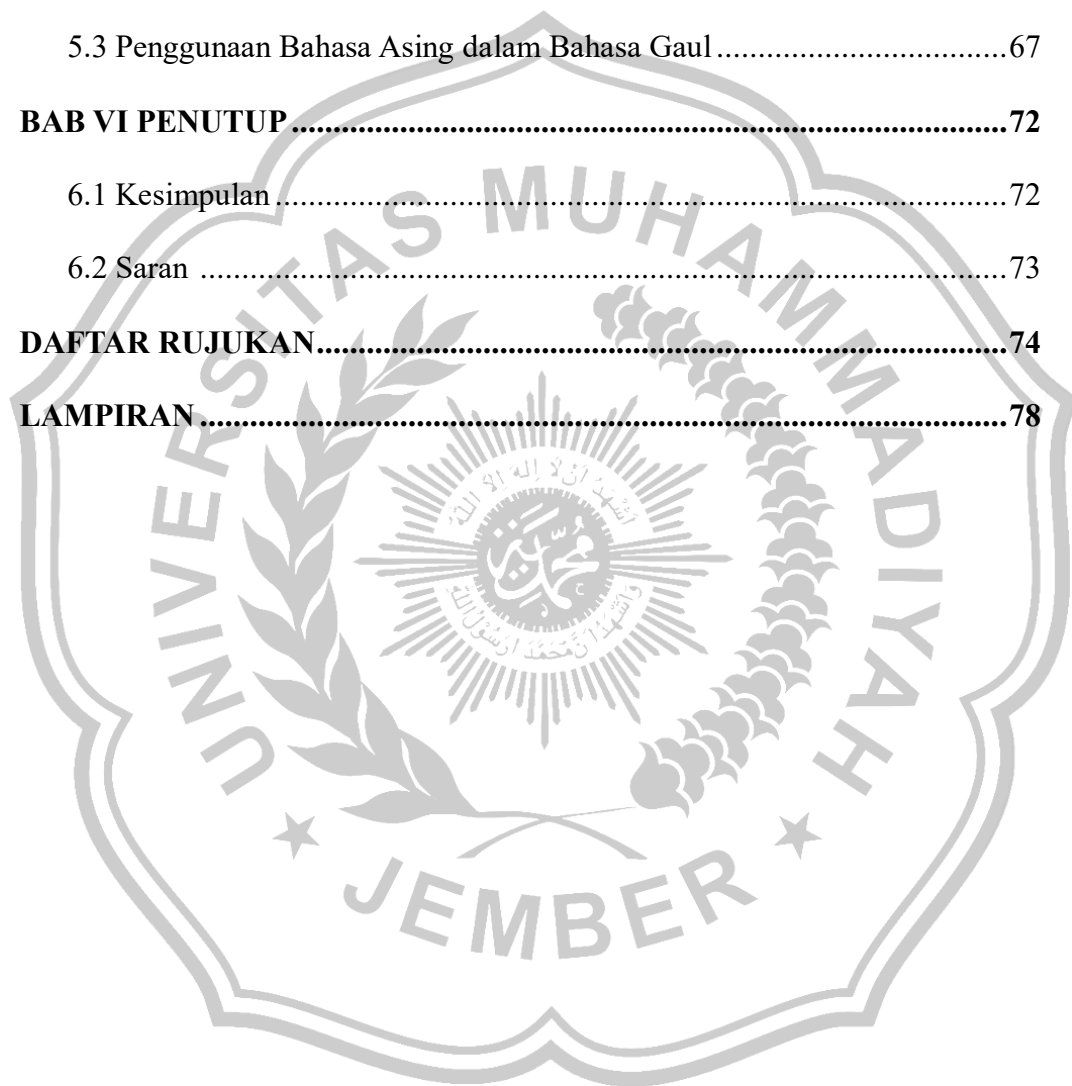 5.3 Penggunaan Bahasa Asing dalam Bahasa Gaul.................................67
BAB VI PENUTUP...................................................................................72
6.1 Kesimpulan.....................................................................................72
6.2 Saran ..............................................................................................73
DAFTAR RUJUKAN................................................................................74
LAMPIRAN..............................................................................................78
UNIVERSITAS MUHAMMADIYAH
JEMBER